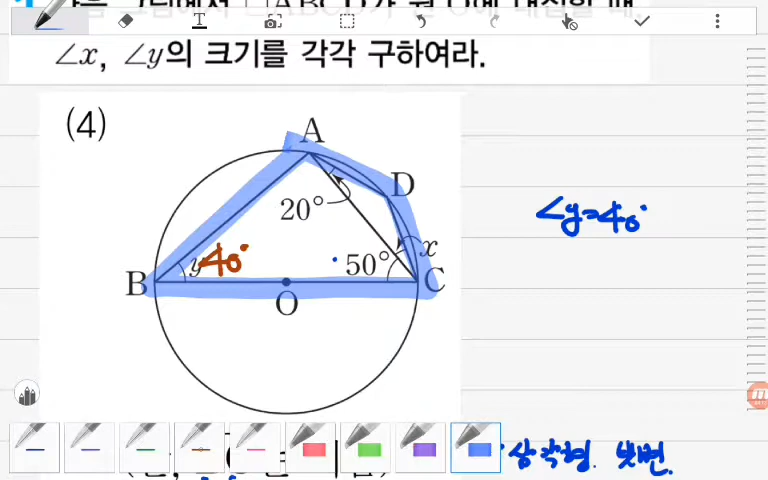 ∠x, ∠y의 크기를 각각 구하여라.
(4)
A
D
20°
∠y=40°
y 40°
50°
x
B
C
O
삼각형. 빗변.